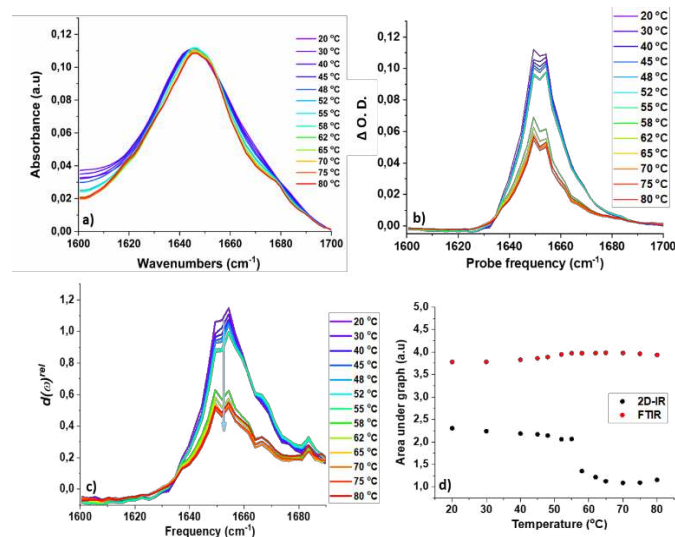 0,12
0,10
0,08
0,06
0,04
0,02
0,00
Absorbance (a.u)
a)
1600 1620 1640 1660 1680 1700
Wavenumbers (cm⁻¹)
20 °C
30 °C
40 °C
45 °C
48 °C
52 °C
55 °C
58 °C
62 °C
65 °C
70 °C
75 °C
80 °C
0,12
0,10
0,08
0,06
0,04
0,02
0,00
Δ O. D.
b)
1600 1620 1640 1660 1680 1700
Probe frequency (cm⁻¹)
20 °C
30 °C
40 °C
45 °C
48 °C
52 °C
55 °C
58 °C
62 °C
65 °C
70 °C
75 °C
80 °C
1,2
1,0
0,8
0,6
0,4
0,2
0,0
d(ω)ʳᵉˡ
c)
1600 1620 1640 1660 1680
Frequency (cm⁻¹)
20 °C
30 °C
40 °C
45 °C
48 °C
52 °C
55 °C
58 °C
62 °C
65 °C
70 °C
75 °C
80 °C
5,0
4,5
4,0
3,5
3,0
2,5
2,0
1,5
1,0
Area under graph (a.u)
2D-IR
FTIR
d)
20 30 40 50 60 70 80
Temperature (°C)